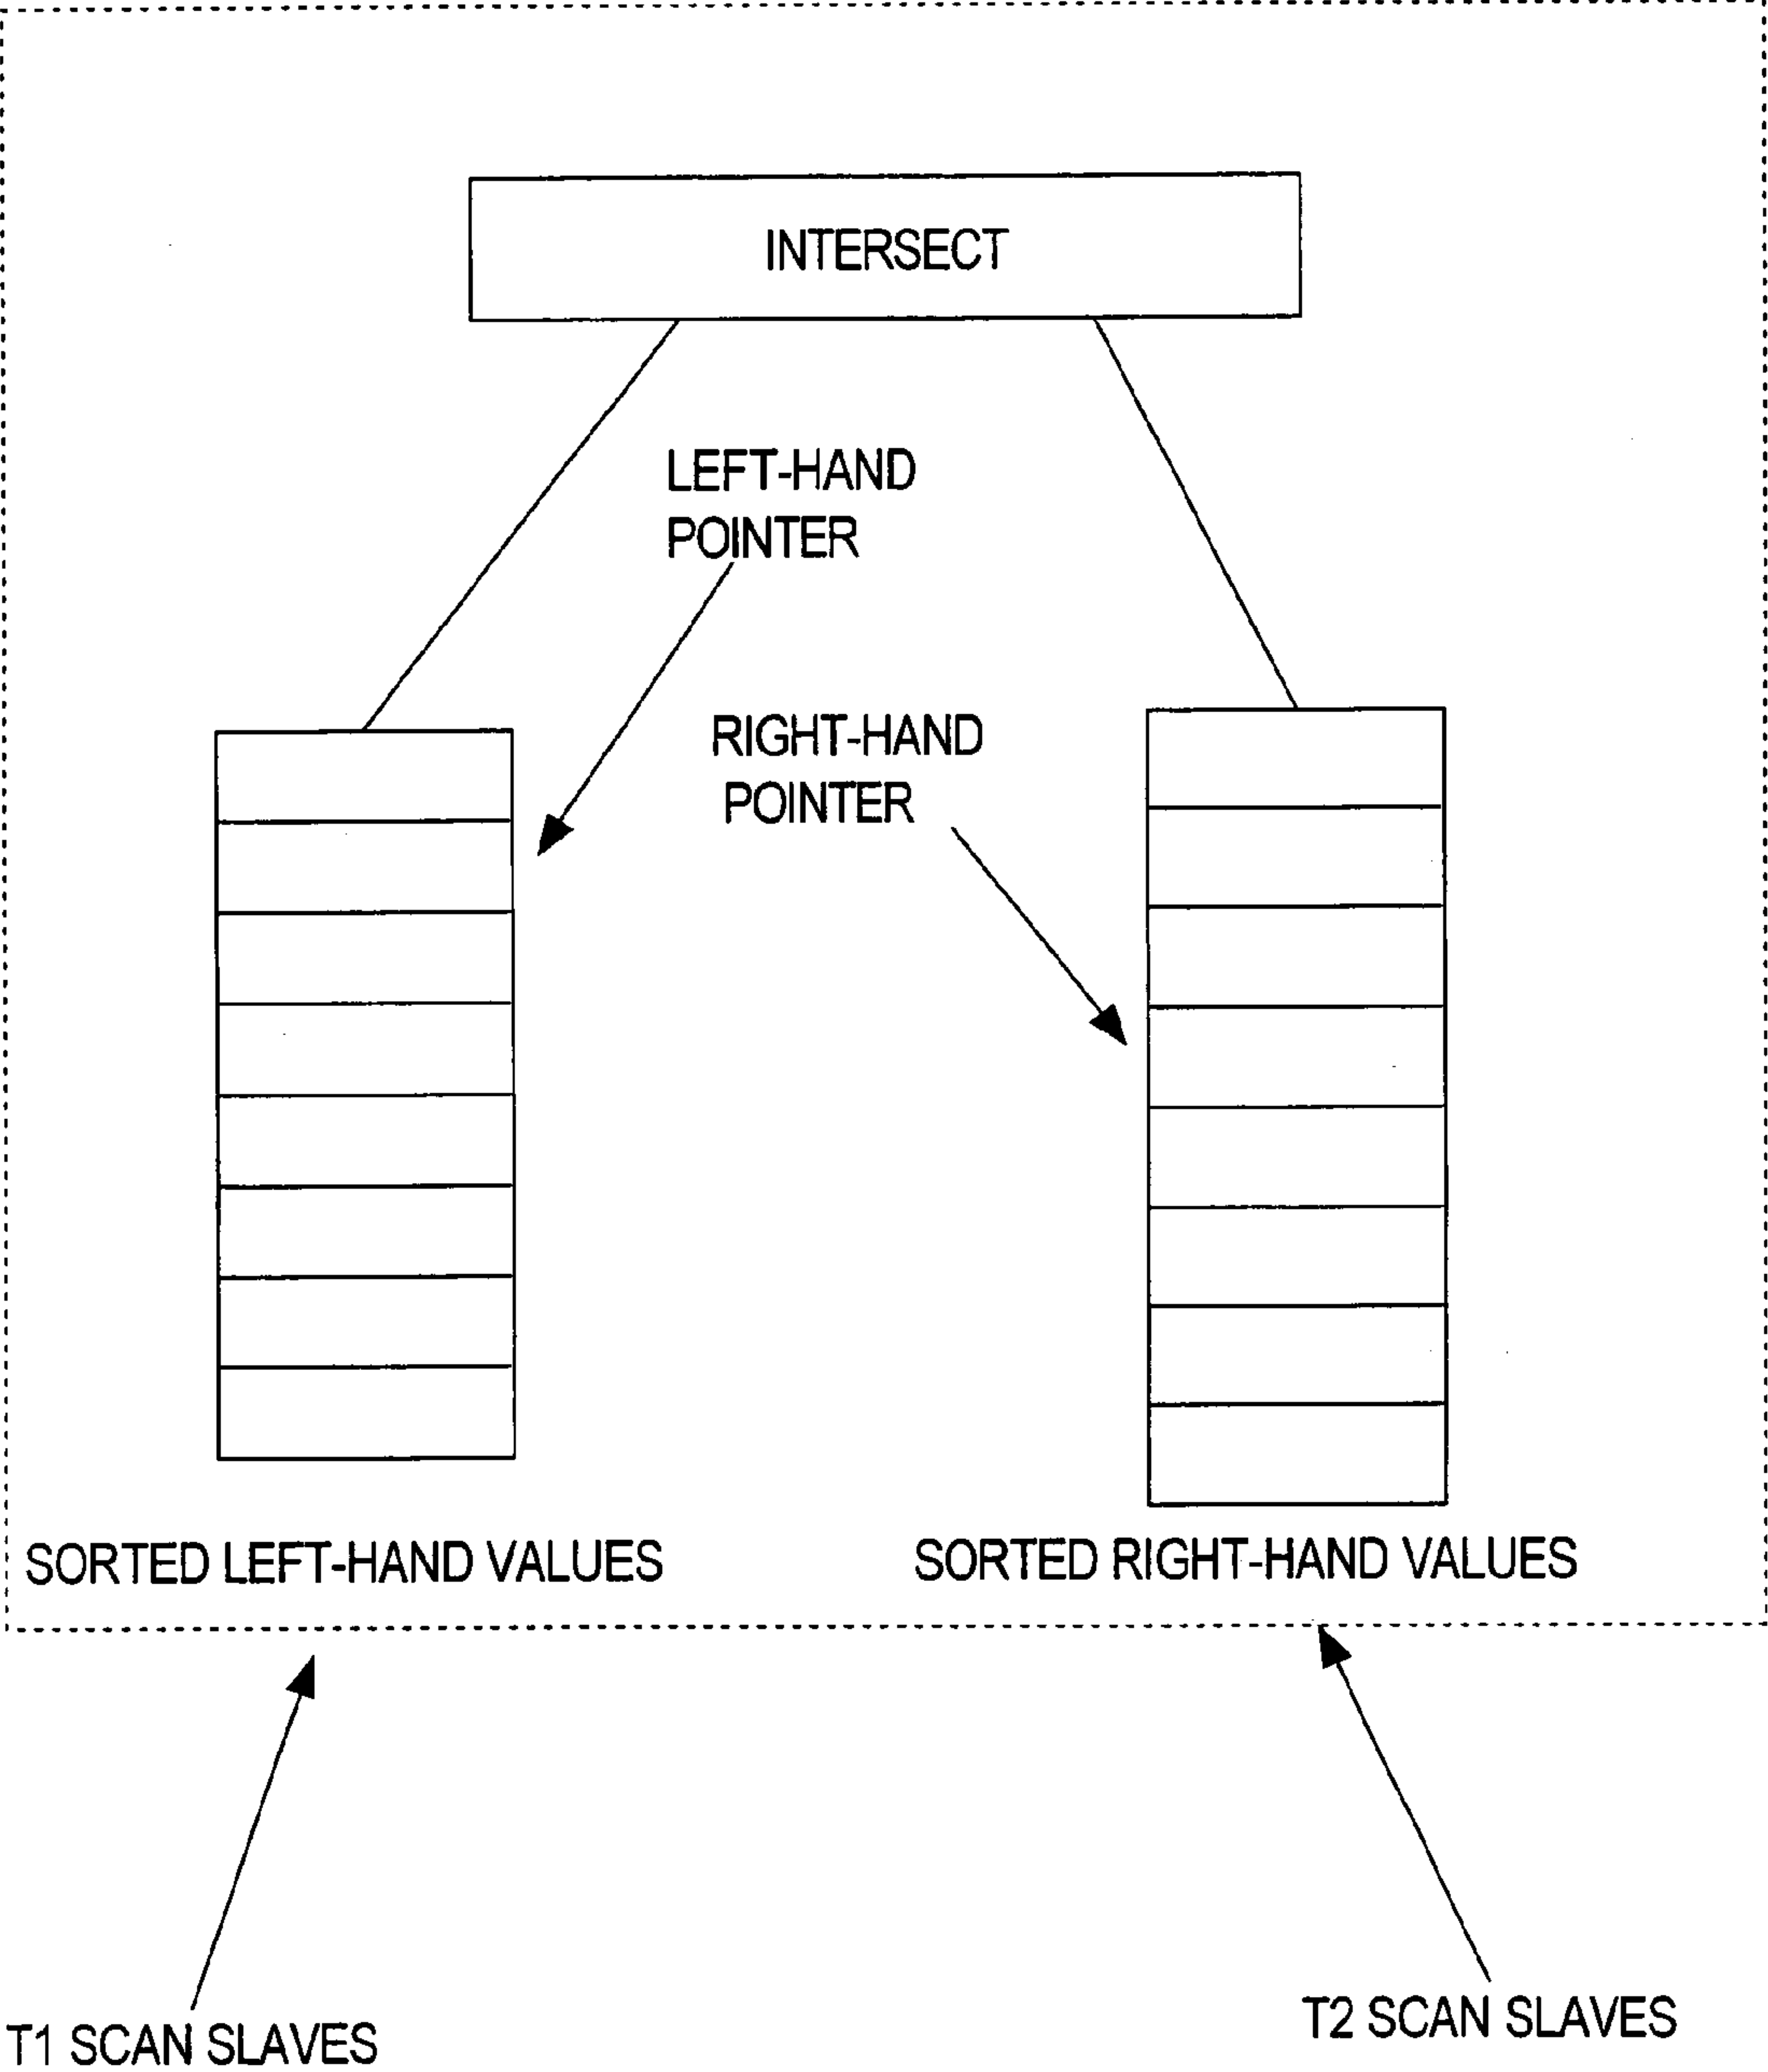 INTERSECT
LEFT-HAND
POINTER
RIGHT-HAND
POINTER
SORTED LEFT-HAND VALUES
SORTED RIGHT-HAND VALUES
T1 SCAN SLAVES
T2 SCAN SLAVES